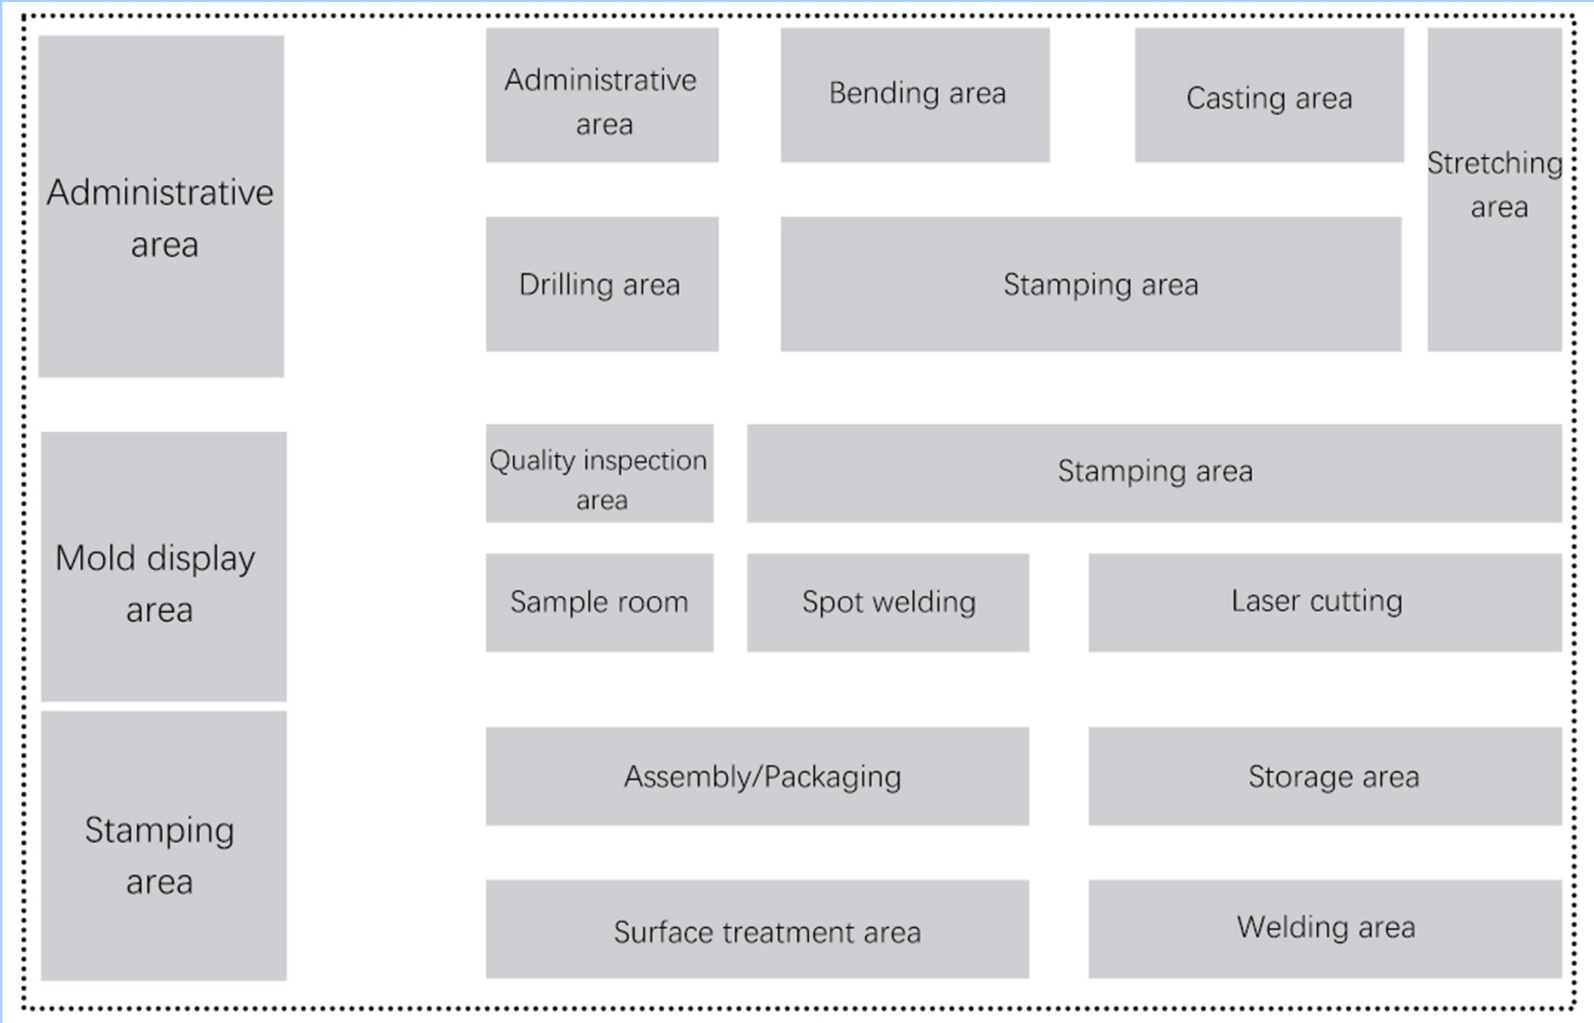 Administrative
area
Mold display
area
Stamping
area
Administrative
area
Bending area
Casting area
Stretching
area
Drilling area
Stamping area
Quality inspection
area
Stamping area
Sample room
Spot welding
Laser cutting
Assembly/Packaging
Storage area
Surface treatment area
Welding area